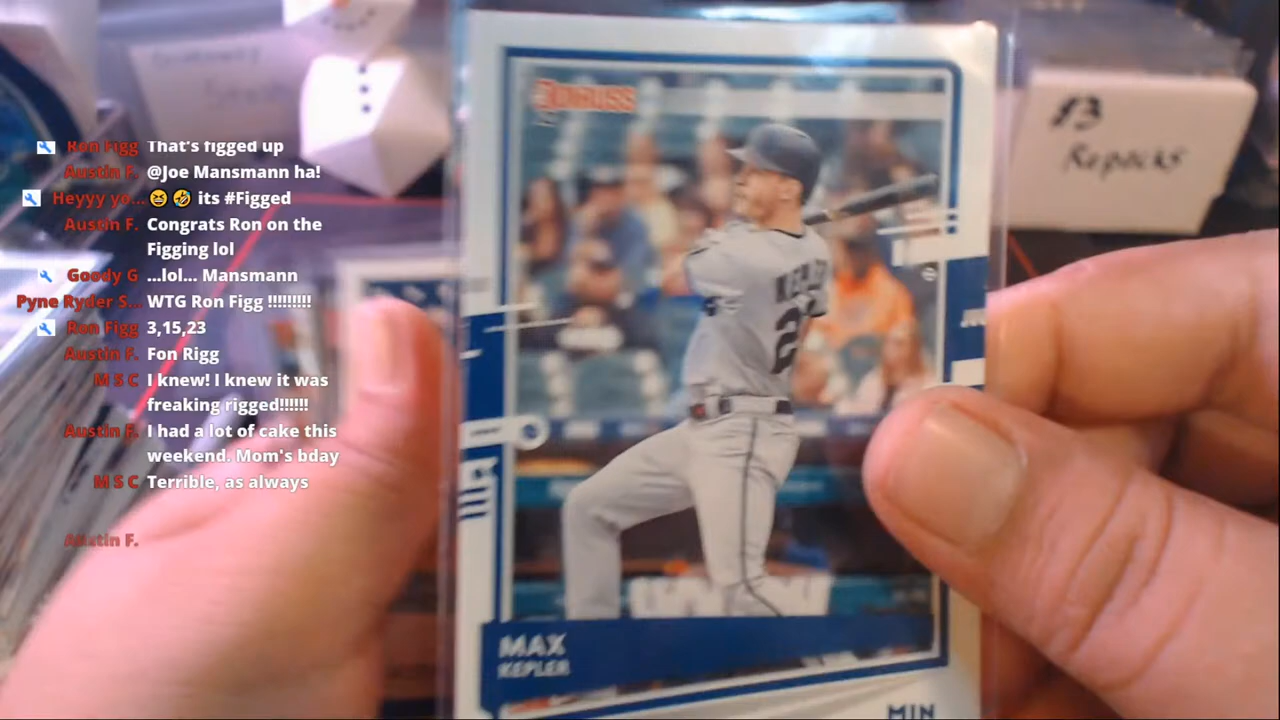 Ron Figg That's figged up
Austin F. @Joe Mansmann ha!
Heyyy yo... 😆 🤣 its #Figged
Austin F. Congrats Ron on the
Figging lol
Goody G ...lol... Mansmann
Pyne Ryder S... WTG Ron Figg !!!!!!!!!
Ron Figg 3,15,23
Austin F. Fon Rigg
M S C I knew! I knew it was
freaking rigged!!!!!!
Austin F. I had a lot of cake this
weekend. Mom's bday
M S C Terrible, as always
Austin F.
DONRUSS
MAX
KEPLER
MIN
$3
Repacks